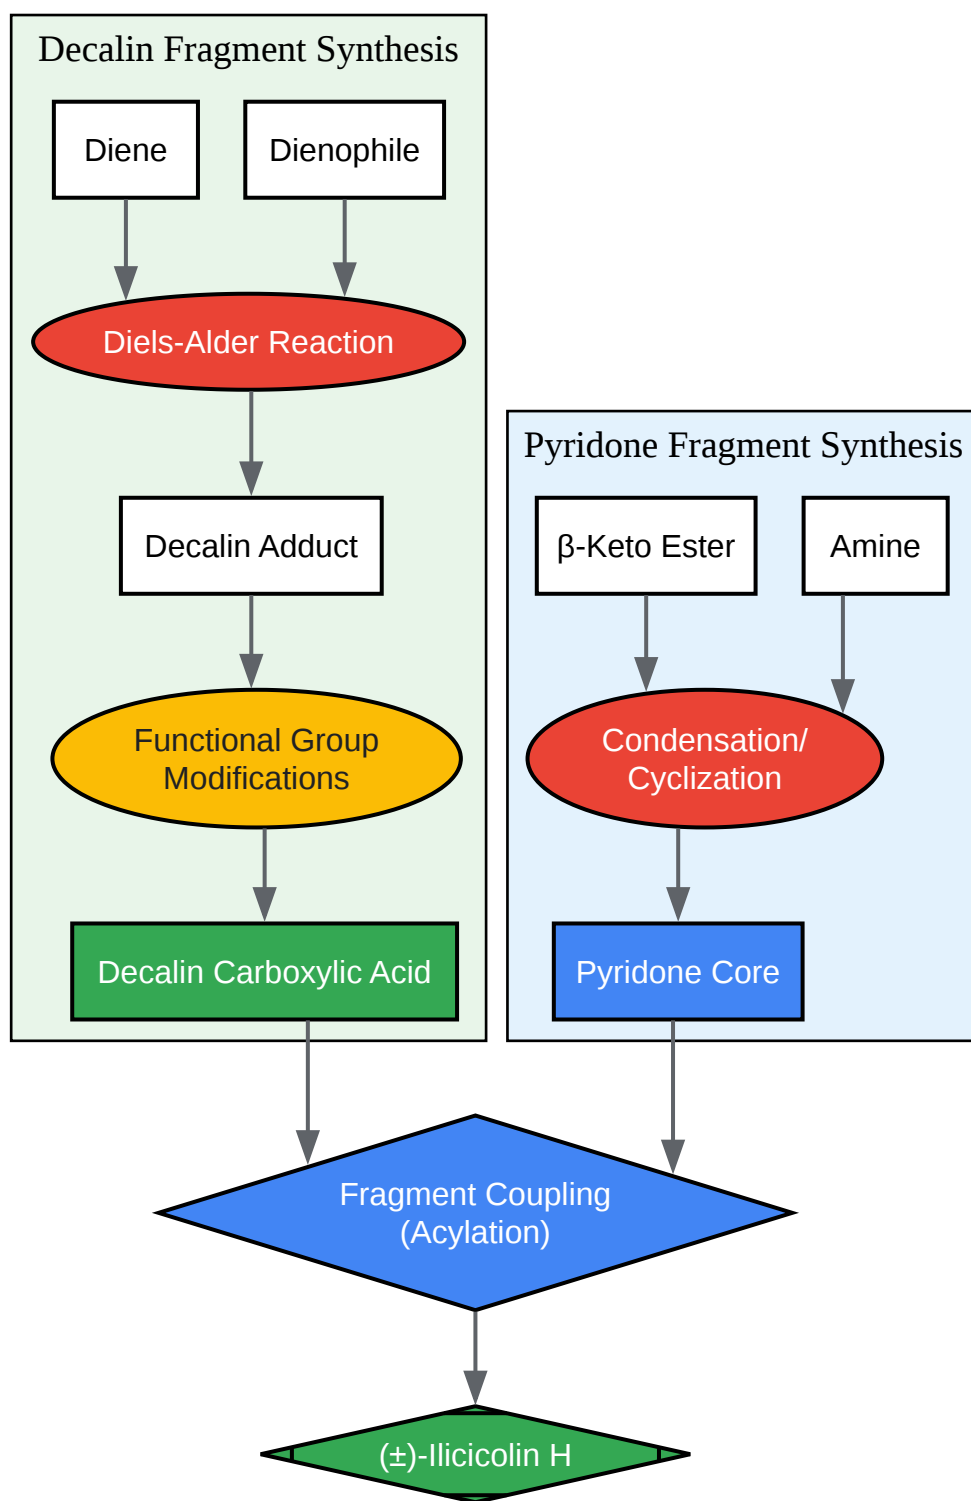 Decalin Fragment Synthesis
Diene
Dienophile
Diels-Alder Reaction
Decalin Adduct
Functional Group
Modifications
Decalin Carboxylic Acid
Pyridone Fragment Synthesis
β-Keto Ester
Amine
Condensation/
Cyclization
Pyridone Core
Fragment Coupling
(Acylation)
(±)-Ilicicolin H